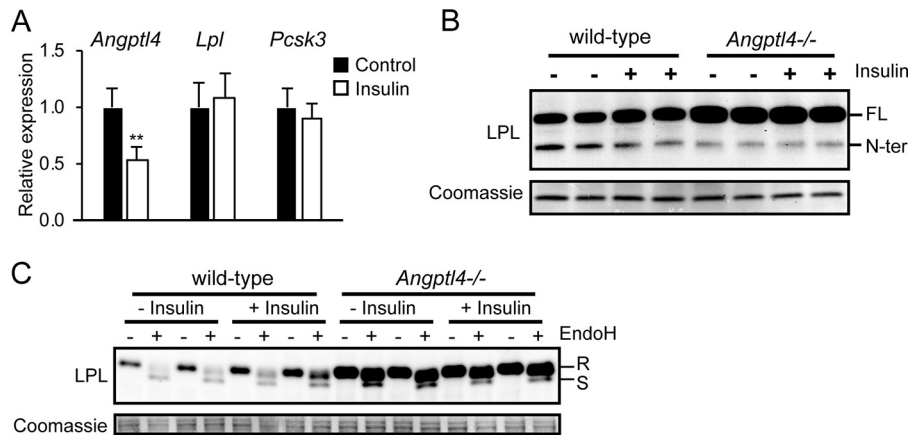 A
Angptl4 Lpl Pcsk3
1.5
1.0
0.5
0.0
Relative expression
**
Control
Insulin
B
wild-type Angptl4-/-
- - + + - - + + Insulin
LPL
FL
N-ter
Coomassie
C
wild-type Angptl4-/-
- Insulin + Insulin - Insulin + Insulin
- + - + - + - + - + - + - + - + EndoH
LPL
R
S
Coomassie